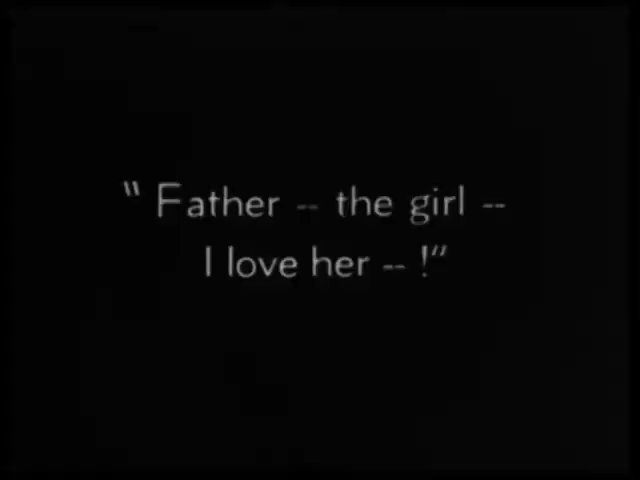 “Father -- the girl --
I love her -- !”